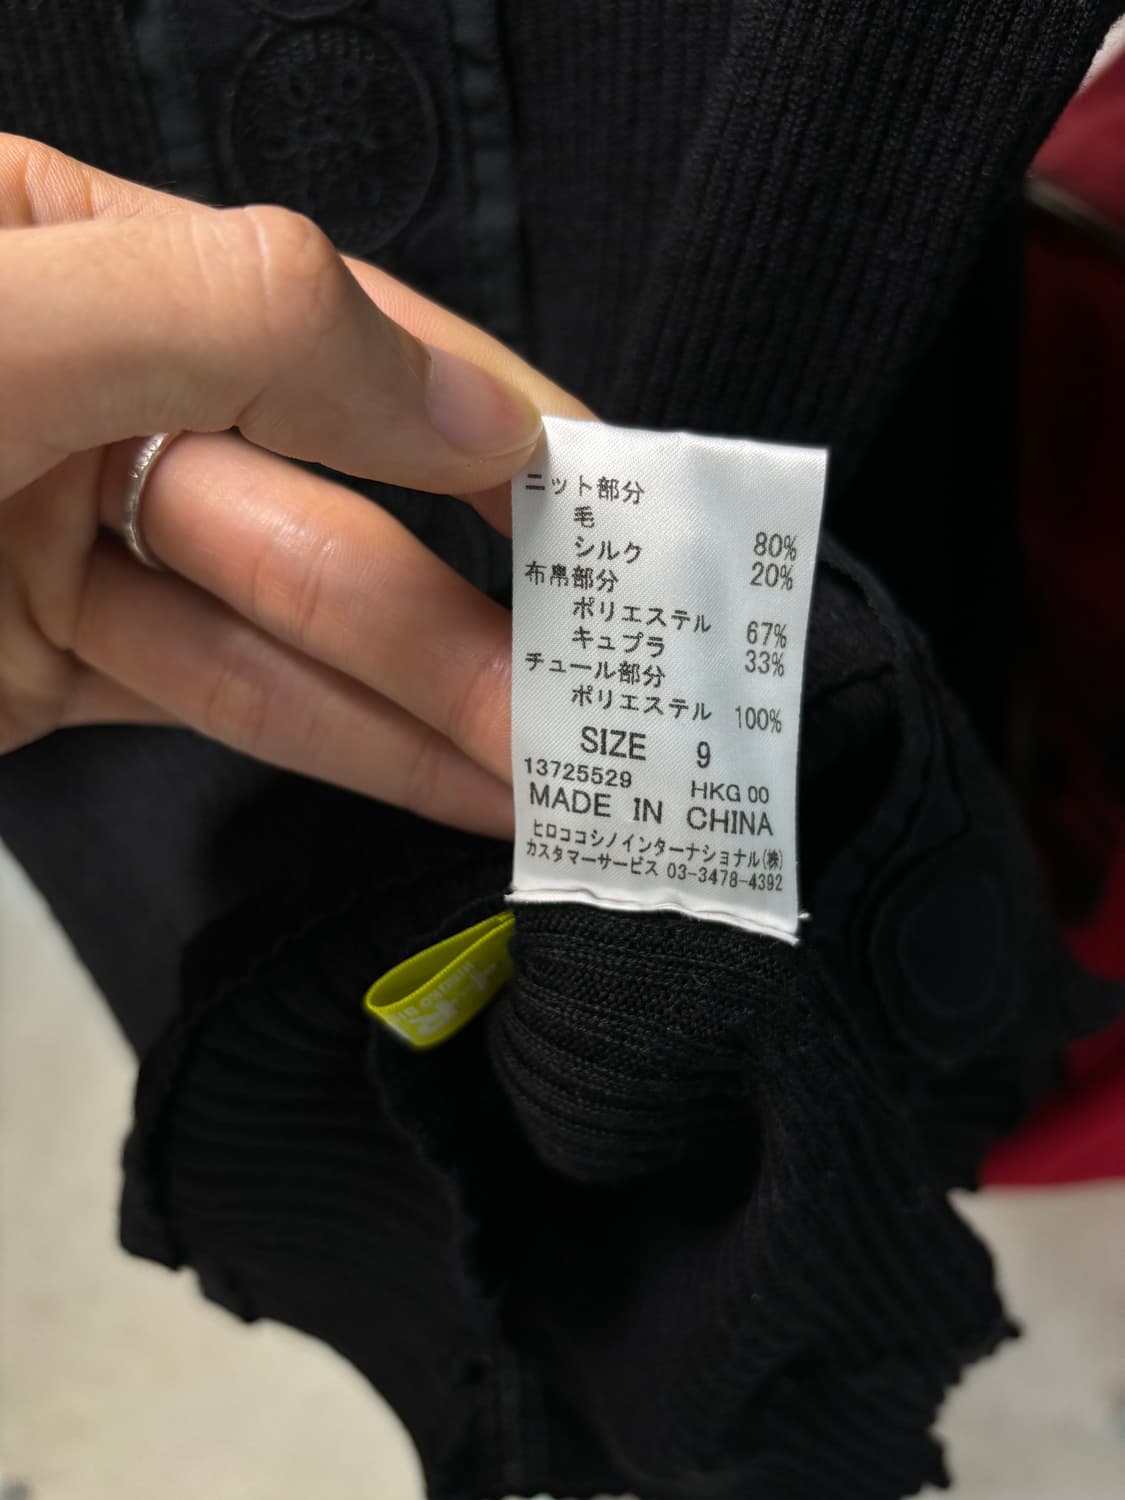 ニット部分
毛 80%
シルク 20%
布帛部分
ポリエステル 67%
キュプラ 33%
チュール部分
ポリエステル 100%
SIZE 9
13725529 HKG 00
MADE IN CHINA
ヒロココシノインターナショナル(株)
カスタマーサービス 03-3478-4392
HIROKO